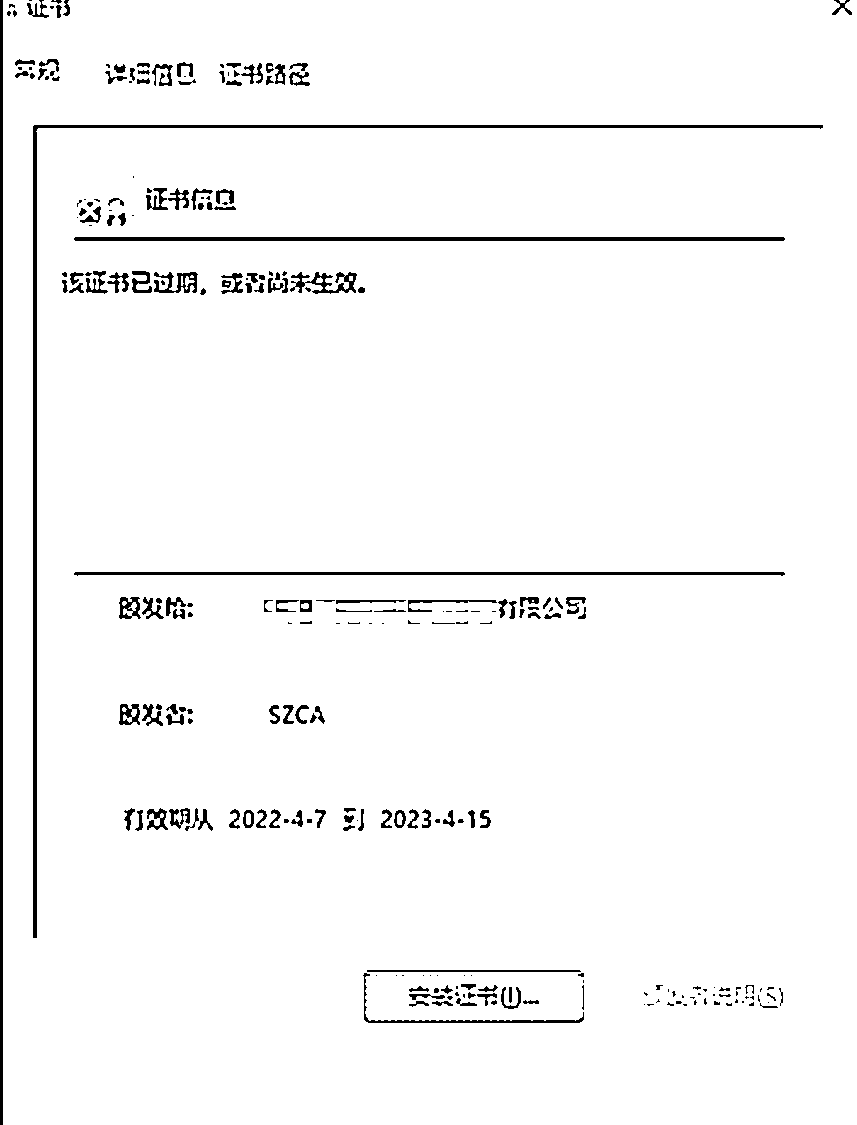 证书
常规 详细信息 证书路径
证书信息
该证书已过期，或者尚未生效。
颁发给: 有限公司
颁发者: SZCA
有效期从 2022-4-7 到 2023-4-15
安装证书(I)... 颁发者说明(S)